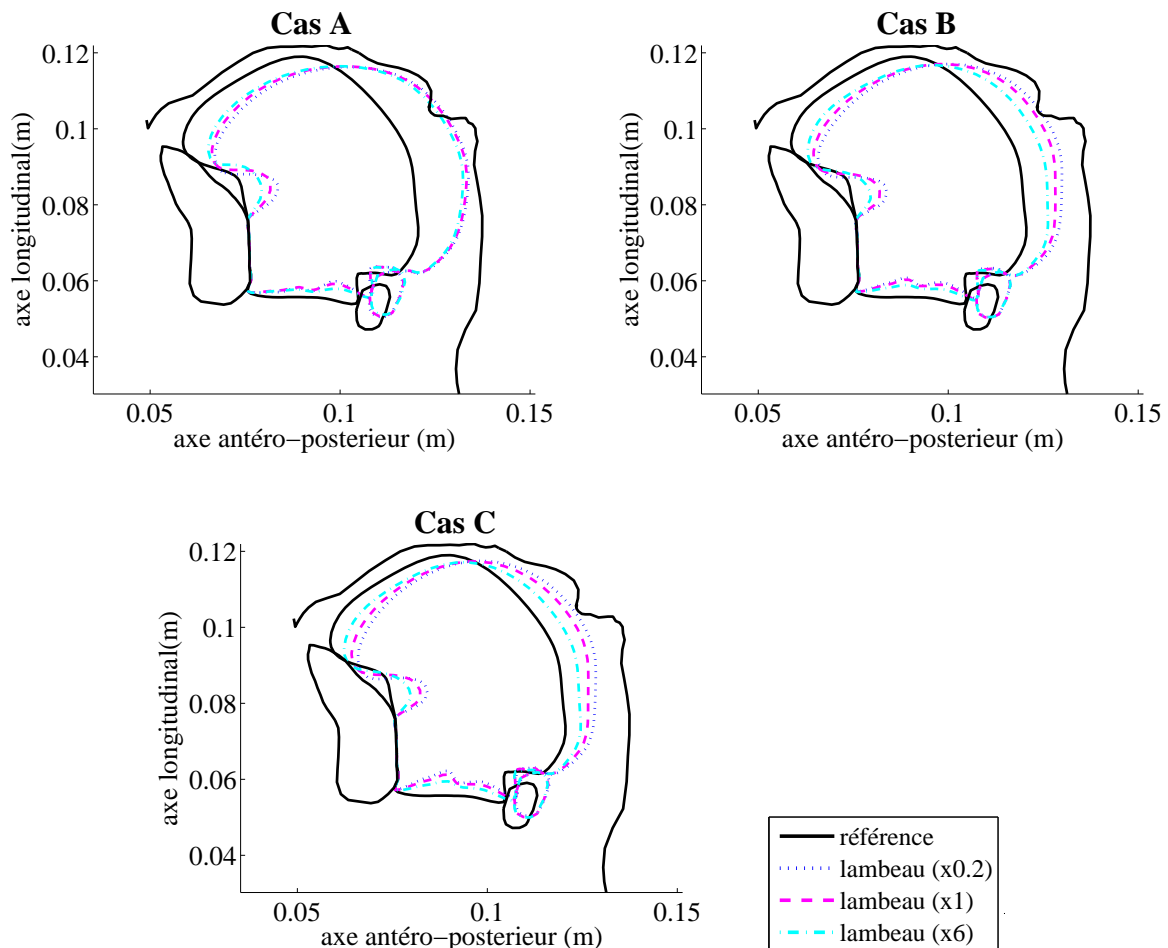 Cas A
0.12
0.1
0.08
0.06
0.04
axe longitudinal(m)
0.05
0.1
0.15
axe antéro−posterieur (m)
Cas B
0.12
0.1
0.08
0.06
0.04
axe longitudinal(m)
0.05
0.1
0.15
axe antéro−posterieur (m)
Cas C
0.12
0.1
0.08
0.06
0.04
axe longitudinal(m)
0.05
0.1
0.15
axe antéro−posterieur (m)
référence
lambeau (x0.2)
lambeau (x1)
lambeau (x6)